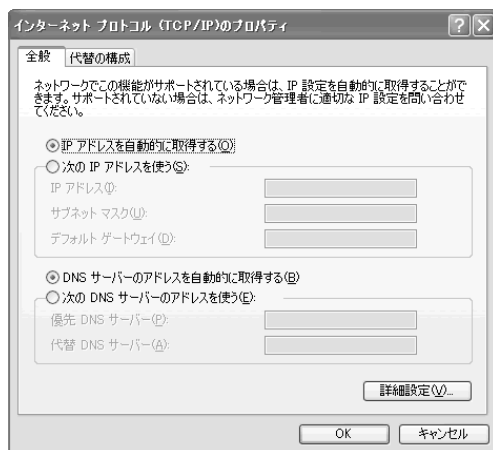 インターネット プロトコル (TCP/IP)のプロパティ
全般
代替の構成
ネットワークでこの機能がサポートされている場合は、IP 設定を自動的に取得することがで
きます。サポートされていない場合は、ネットワーク管理者に適切な IP 設定を問い合わせ
てください。
IP アドレスを自動的に取得する(O)
次の IP アドレスを使う(S):
IP アドレス(I):
サブネット マスク(U):
デフォルト ゲートウェイ(D):
DNS サーバーのアドレスを自動的に取得する(B)
次の DNS サーバーのアドレスを使う(E):
優先 DNS サーバー(P):
代替 DNS サーバー(A):
詳細設定(V)...
OK
キャンセル